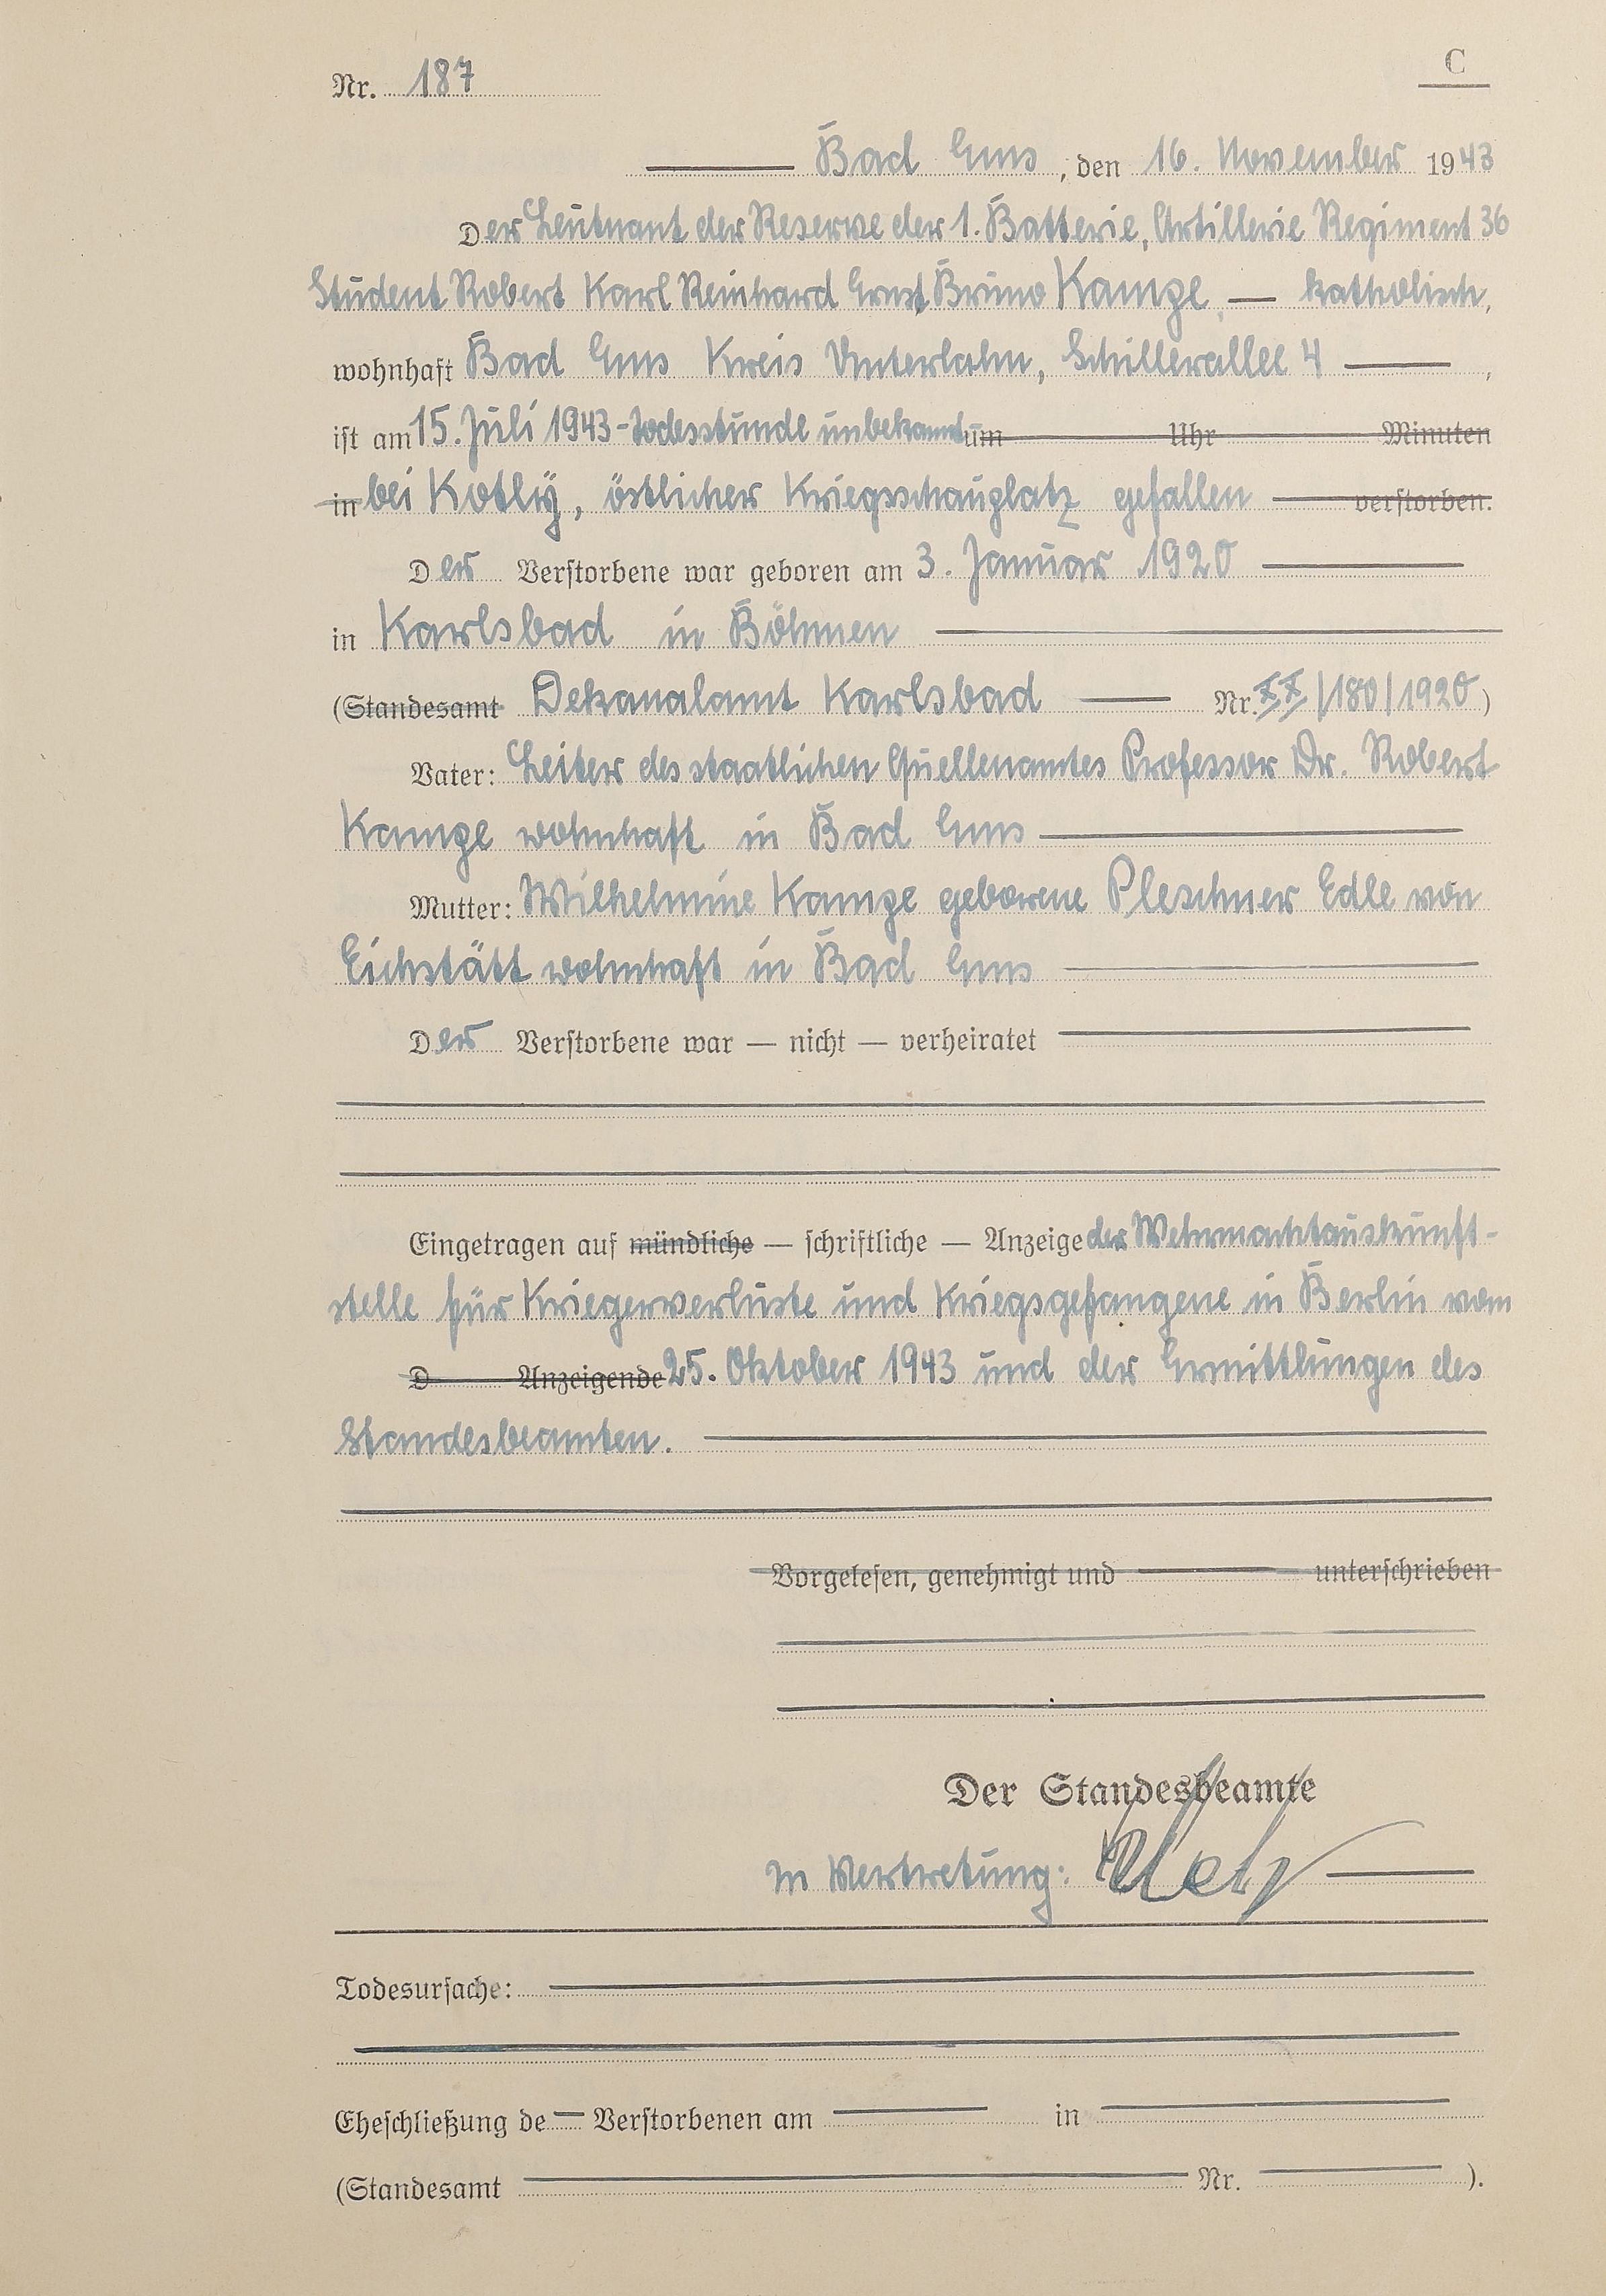 Nr. 187
C
Bad Ems, den 16. November 1943
Der Leutnant der Reserve der 1. Batterie, Artillerie Regiment 36
Student Robert Karl Reinhard Ernst Bruno Kampe, — katholisch,
wohnhaft Bad Ems Kreis Unterlahn, Schillerallee 4 ,
ist am 15. Juli 1943 - Todesstunde unbekannt um Uhr Minuten
in bei Kotlij, östlicher Kriegsschauplatz gefallen verstorben.
Der Verstorbene war geboren am 3. Januar 1920
in Karlsbad in Böhmen
(Standesamt Dekanalamt Karlsbad — Nr. XX/180/1920)
Vater: Leiter des staatlichen Quellenamtes Professor Dr. Robert
Kampe wohnhaft in Bad Ems
Mutter: Wilhelmine Kampe geborene Pleschner Edle von
Eichstätt wohnhaft in Bad Ems
Der Verstorbene war — nicht — verheiratet
Eingetragen auf mündliche — schriftliche — Anzeige der Wehrmachtauskunft-
stelle für Kriegerverluste und Kriegsgefangene in Berlin vom
D Anzeigende 25. Oktober 1943 und der Ermittlungen des
Standesbeamten.
Vorgelesen, genehmigt und unterschrieben
Der Standesbeamte
In Vertretung:
Todesursache:
Eheschließung de — Verstorbenen am in
(Standesamt Nr. ).